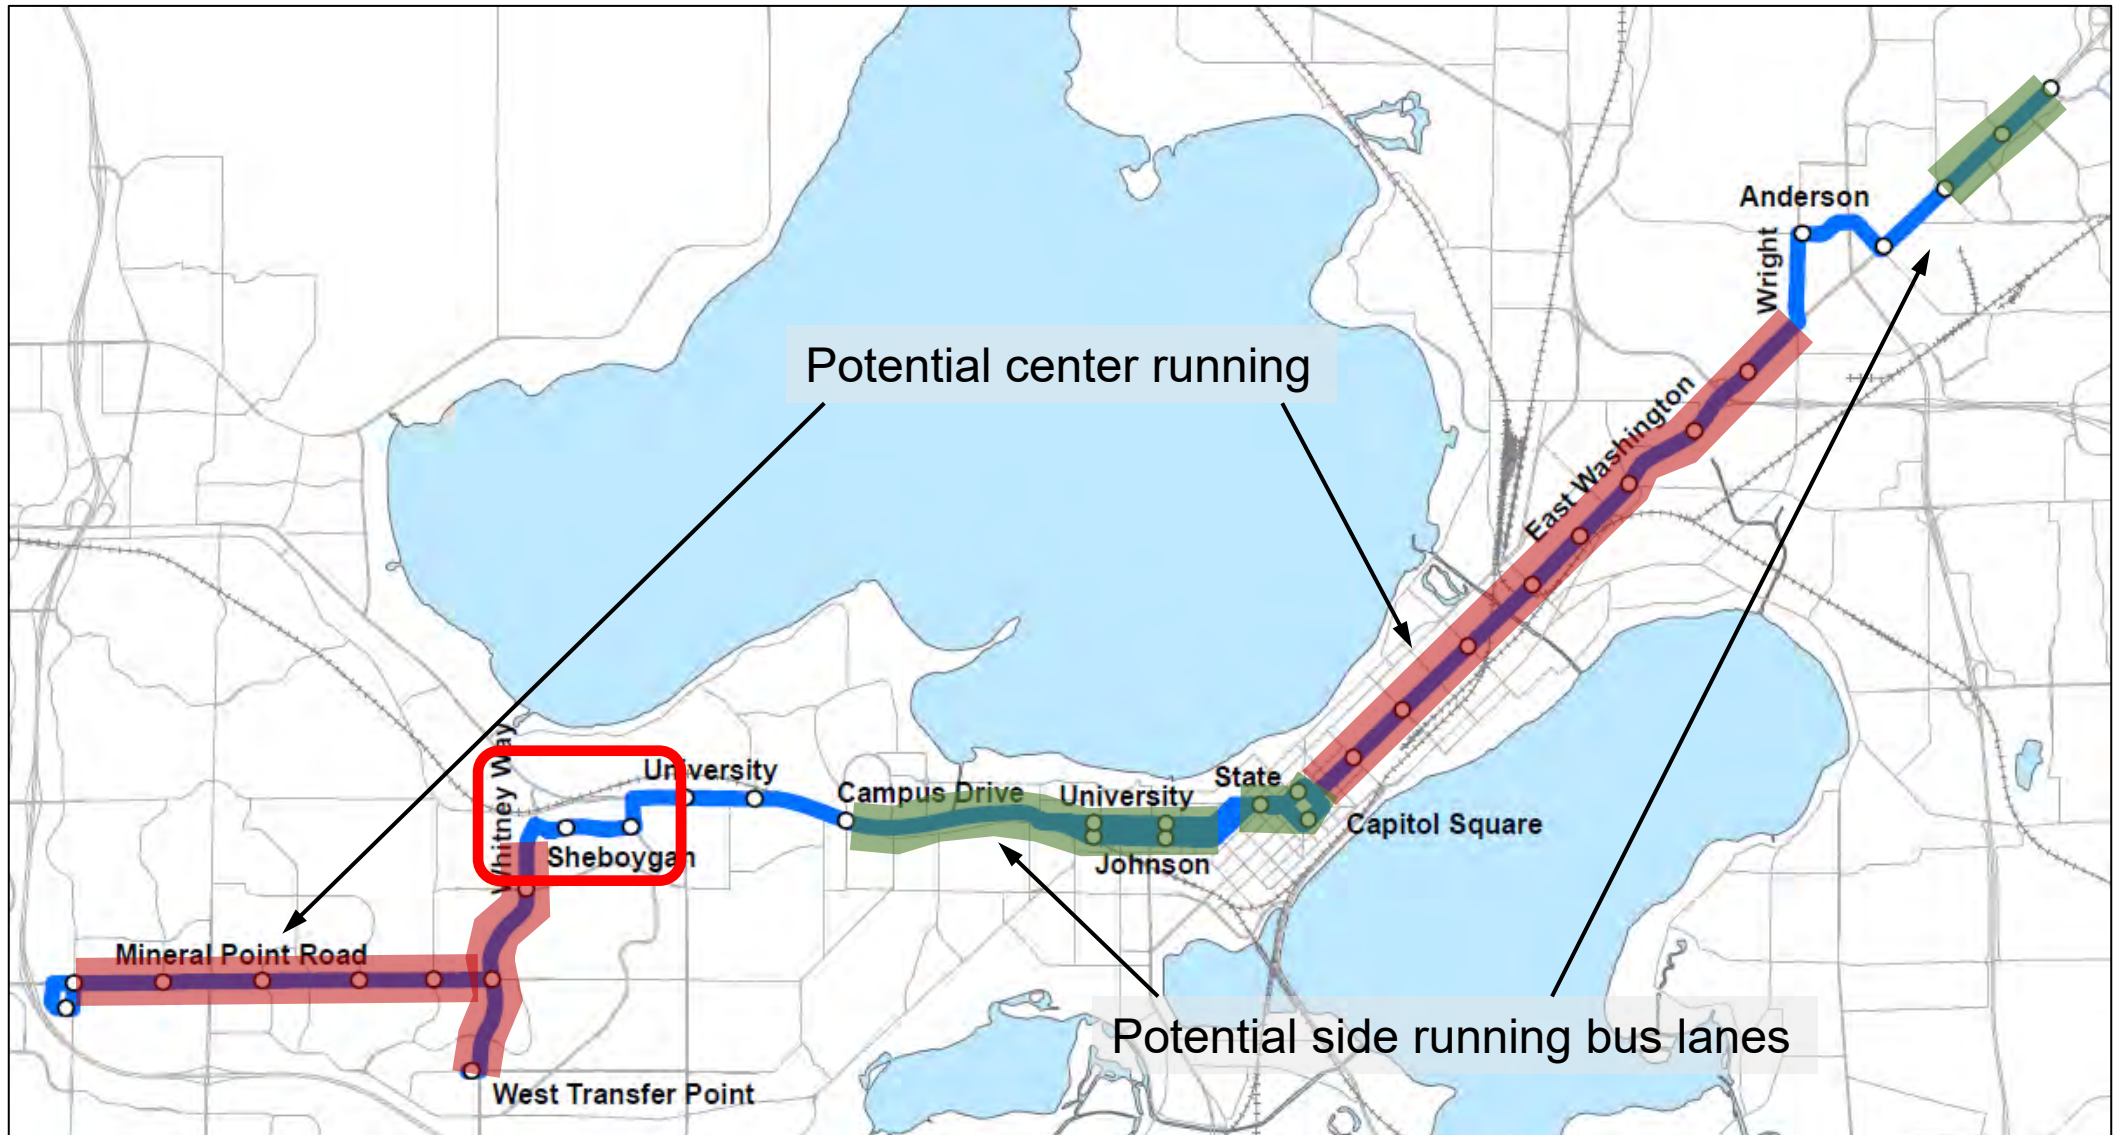 Anderson
Wright
Potential center running
East Washington
Whitney Way
University
State
Campus Drive
University
Capitol Square
Sheboygan
Johnson
Mineral Point Road
Potential side running bus lanes
West Transfer Point